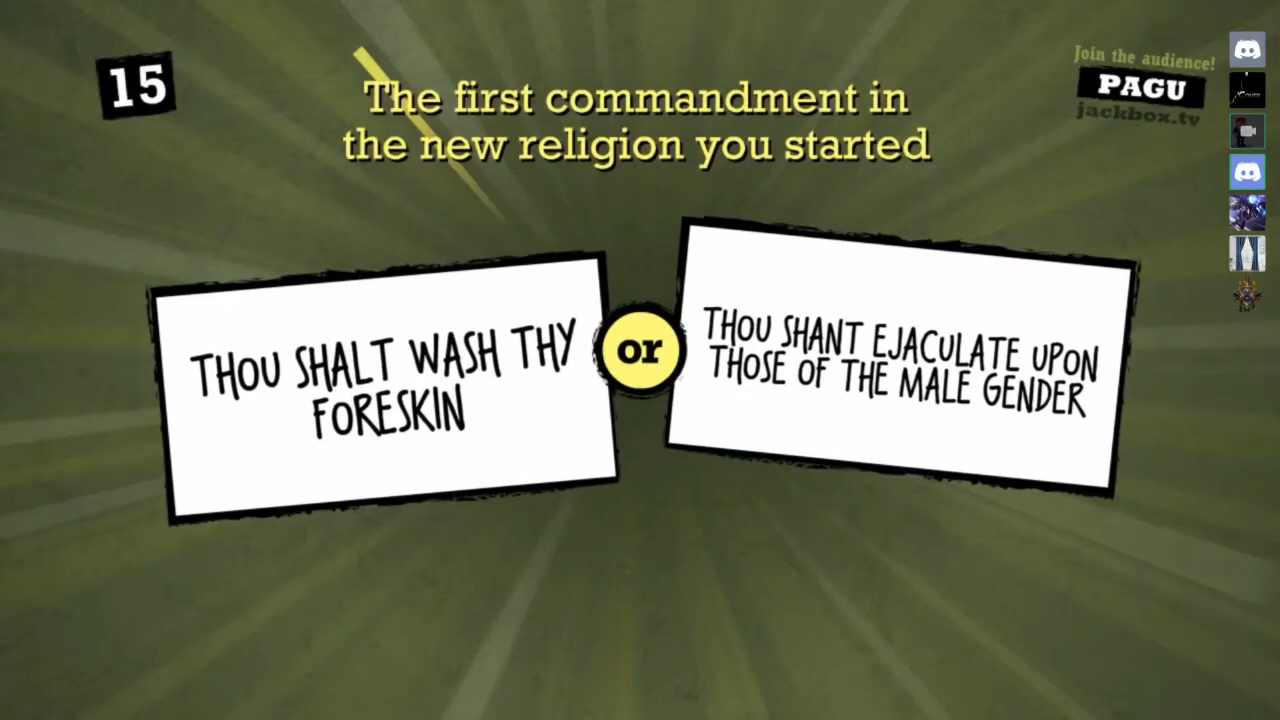 15
The first commandment in
the new religion you started
Join the audience!
PAGU
jackbox.tv
THOU SHALT WASH THY
FORESKIN
or
THOU SHANT EJACULATE UPON
THOSE OF THE MALE GENDER